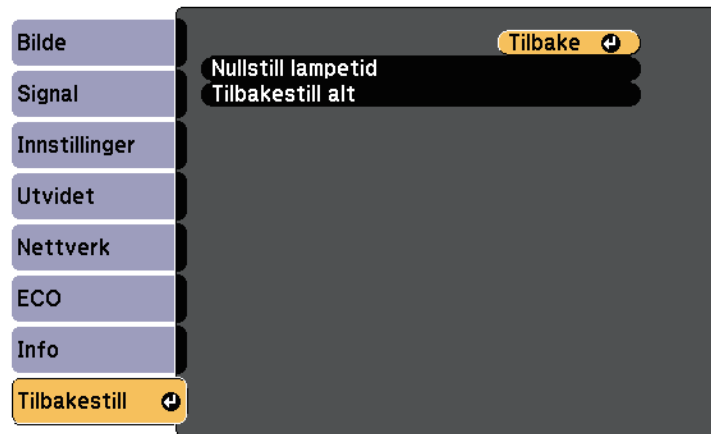 Bilde
Signal
Innstillinger
Utvidet
Nettverk
ECO
Info
Tilbakestill
Tilbake
Nullstill lampetid
Tilbakestill alt